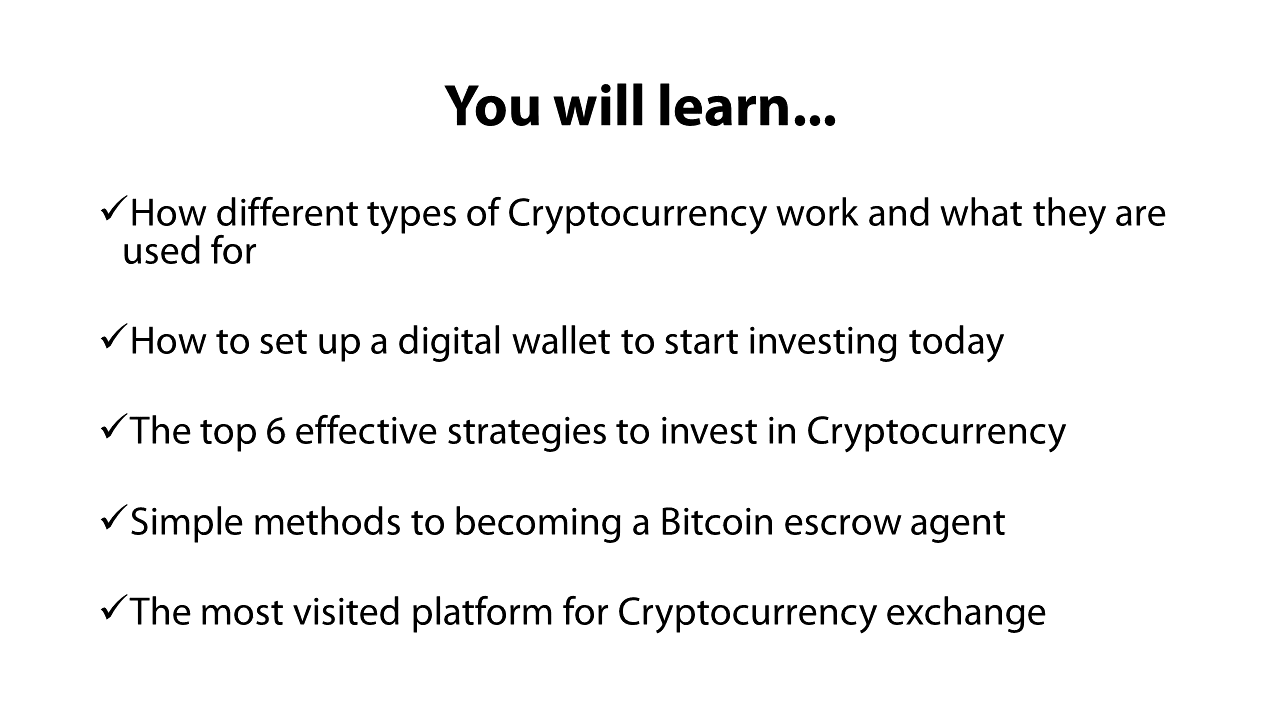 You will learn...
✓How different types of Cryptocurrency work and what they are
used for
✓How to set up a digital wallet to start investing today
✓The top 6 effective strategies to invest in Cryptocurrency
✓Simple methods to becoming a Bitcoin escrow agent
✓The most visited platform for Cryptocurrency exchange